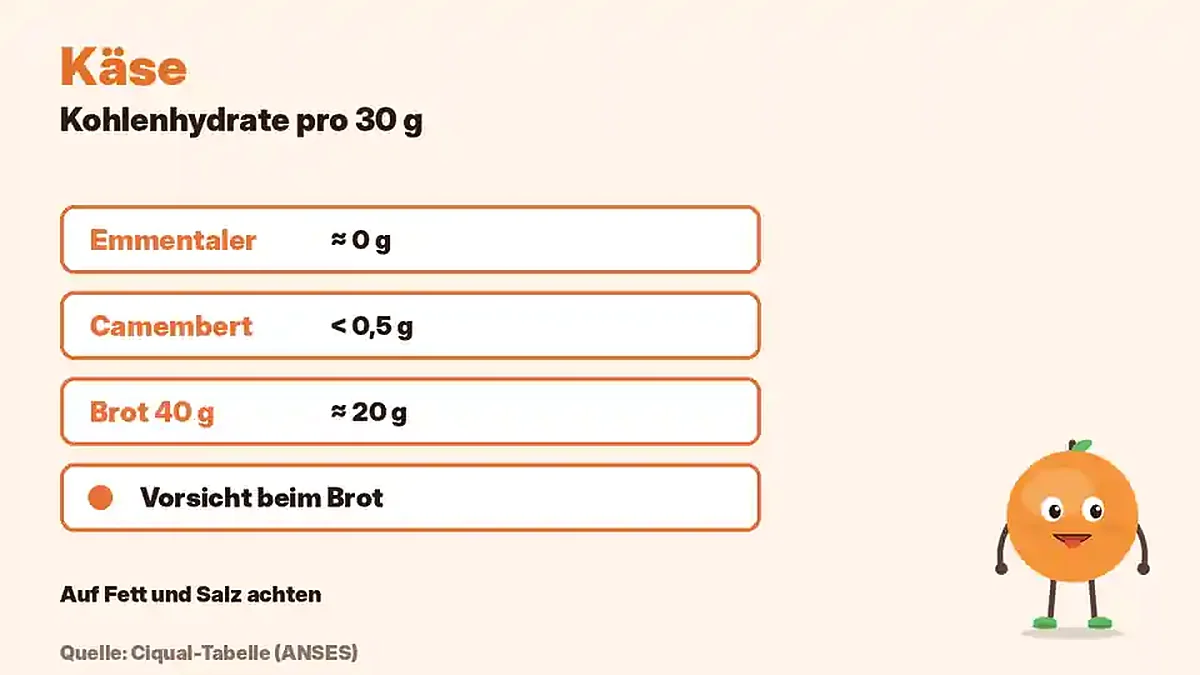 Käse
Kohlenhydrate pro 30 g
Emmentaler ≈ 0 g
Camembert < 0,5 g
Brot 40 g ≈ 20 g
Vorsicht beim Brot
Auf Fett und Salz achten
Quelle: Ciqual-Tabelle (ANSES)